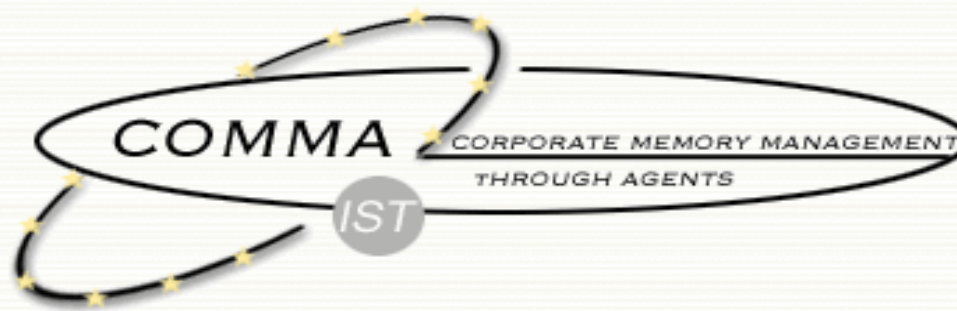 COMMA
CORPORATE MEMORY MANAGEMENT
THROUGH AGENTS
IST